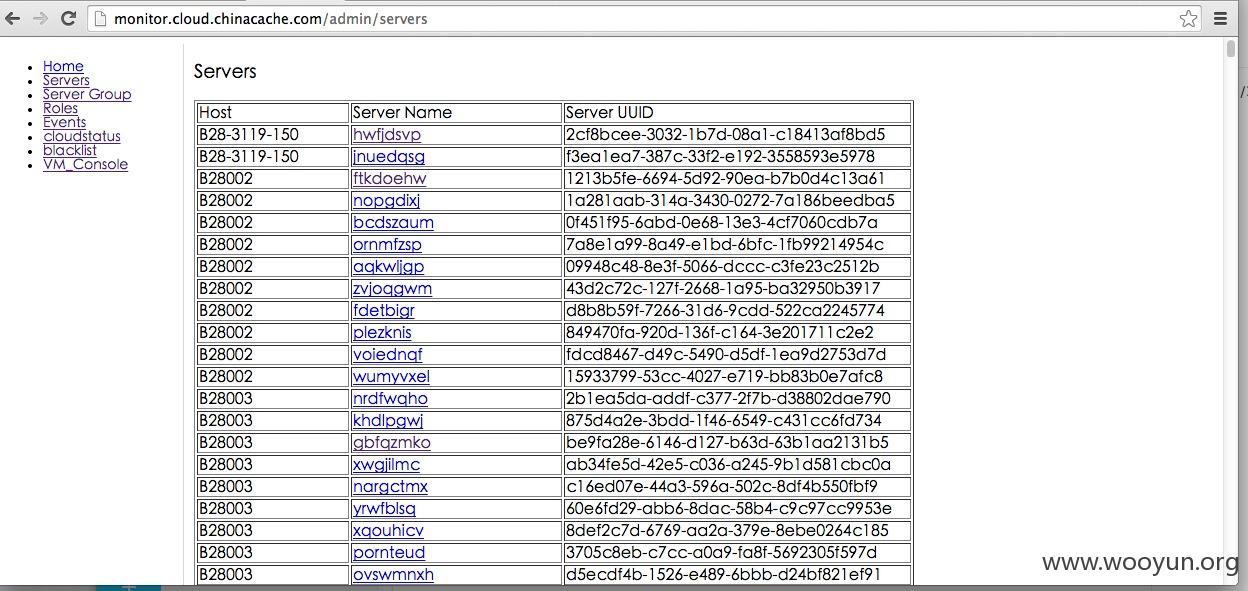 monitor.cloud.chinacache.com/admin/servers
Home
Servers
Server Group
Roles
Events
cloudstatus
blacklist
VM_Console
Servers
Host Server Name Server UUID
B28-3119-150 hwfjdsvp 2cf8bcee-3032-1b7d-08a1-c18413af8bd5
B28-3119-150 jnuedqsg f3ea1ea7-387c-33f2-e192-3558593e5978
B28002 ftkdoehw 1213b5fe-6694-5d92-90ea-b7b0d4c13a61
B28002 nopgdixj 1a281aab-314a-3430-0272-7a186beedba5
B28002 bcdszaum 0f451f95-6abd-0e68-13e3-4cf7060cdb7a
B28002 ornmfzsp 7a8e1a99-8a49-e1bd-6bfc-1fb99214954c
B28002 aqkwljgp 09948c48-8e3f-5066-dccc-c3fe23c2512b
B28002 zvjoqgwm 43d2c72c-127f-2668-1a95-ba32950b3917
B28002 fdetbigr d8b8b59f-7266-31d6-9cdd-522ca2245774
B28002 plezknis 849470fa-920d-136f-c164-3e201711c2e2
B28002 voiednqf fdcd8467-d49c-5490-d5df-1ea9d2753d7d
B28002 wumyvxel 15933799-53cc-4027-e719-bb83b0e7afc8
B28003 nrdfwqho 2b1ea5da-addf-c377-2f7b-d38802dae790
B28003 khdlpgwj 875d4a2e-3bdd-1f46-6549-c431cc6fd734
B28003 gbfqzmko be9fa28e-6146-d127-b63d-63b1aa2131b5
B28003 xwgjilmc ab34fe5d-42e5-c036-a245-9b1d581cbc0a
B28003 nargctmx c16ed07e-44a3-596a-502c-8df4b550fbf9
B28003 yrwfblsq 60e6fd29-abb6-8dac-58b4-c9c97cc9953e
B28003 xqouhicv 8def2c7d-6769-aa2a-379e-8ebe0264c185
B28003 pornteud 3705c8eb-c7cc-a0a9-fa8f-5692305f597d
B28003 ovswmnxh d5ecdf4b-1526-e489-6bbb-d24bf821ef91
www.wooyun.org